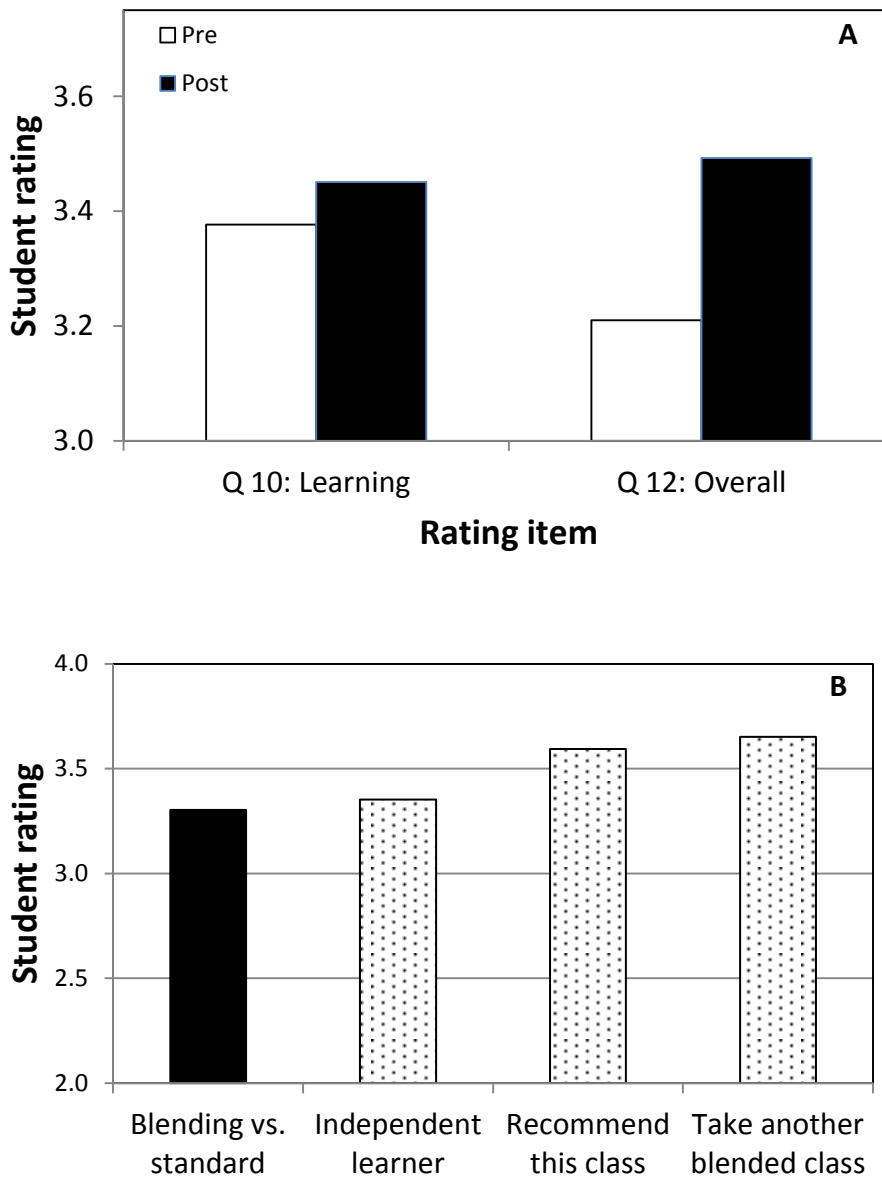 A
Pre
Post
Student rating
3.6
3.4
3.2
3.0
Q 10: Learning Q 12: Overall
Rating item
B
Student rating
4.0
3.5
3.0
2.5
2.0
Blending vs. Independent Recommend Take another
standard learner this class blended class